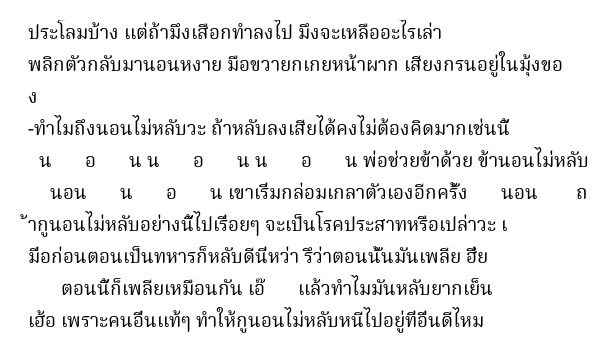 ประโลมบ้าง แต่ถ้ามึงเสือกทำลงไป มึงจะเหลืออะไรเล่า
พลิกตัวกลับมานอนหงาย มือขวายกเกยหน้าผาก เสียงกรนอยู่ในมุ้งขอ
ง
-ทำไมถึงนอนไม่หลับวะ ถ้าหลับลงเสียได้คงไม่ต้องคิดมากเช่นนี้
น อ น น อ น น อ น พ่อช่วยข้าด้วย ข้านอนไม่หลับ
นอน น อ น เขาเริ่มกล่อมเกลาตัวเองอีกครั้ง นอน ถ
้ากูนอนไม่หลับอย่างนี้ไปเรื่อยๆ จะเป็นโรคประสาทหรือเปล่าวะ เ
มื่อก่อนตอนเป็นทหารก็หลับดีนี่หว่า รึว่าตอนนั้นมันเพลีย ฮึ่ย
ตอนนี้ก็เพลียเหมือนกัน เอ๊ แล้วทำไมมันหลับยากเย็น
เฮ้อ เพราะคนอื่นแท้ๆ ทำให้กูนอนไม่หลับหนีไปอยู่ที่อื่นดีไหม